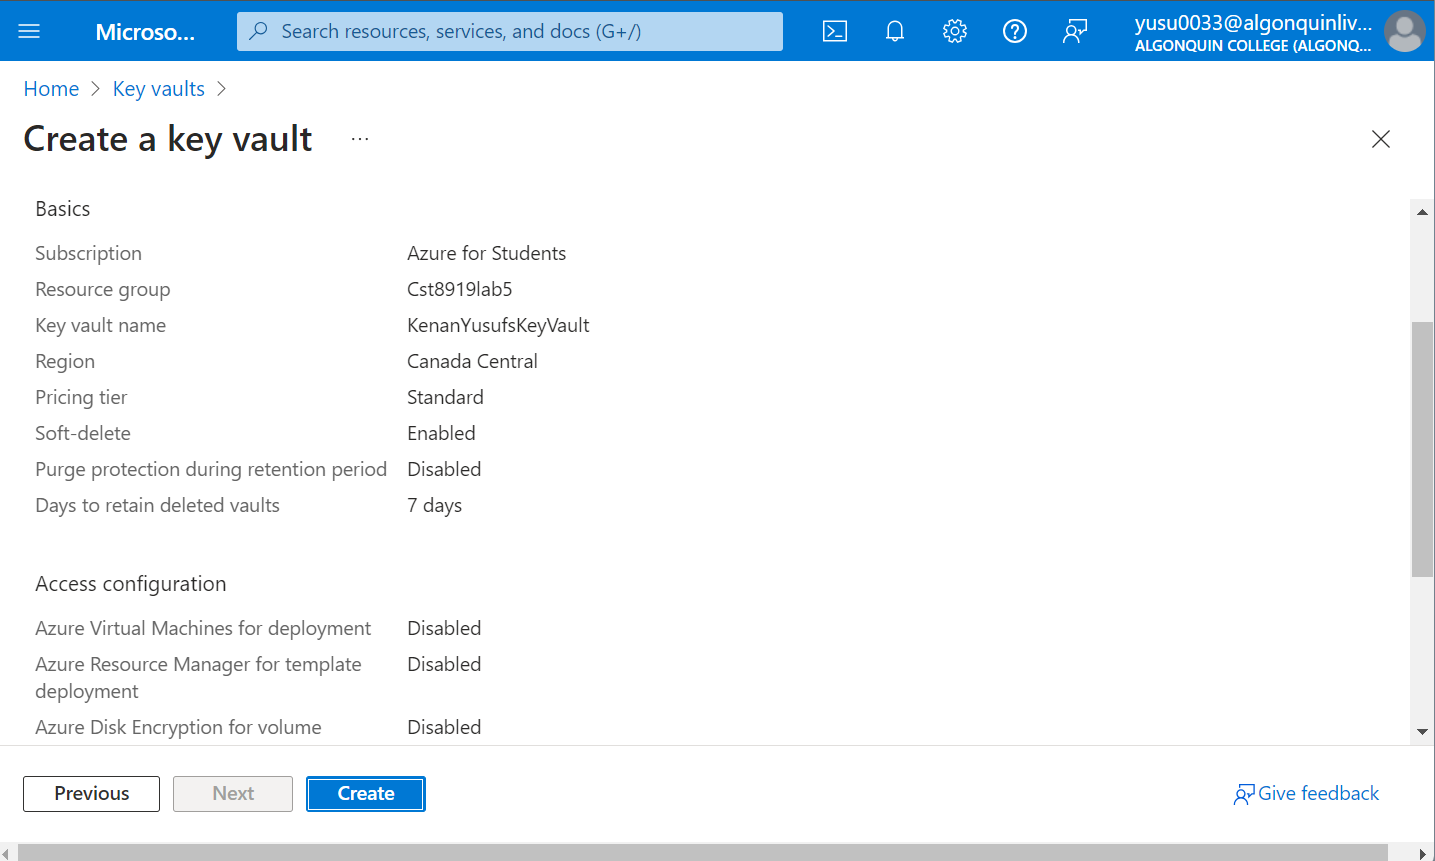 Microso...
Search resources, services, and docs (G+/)
yusu0033@algonquinliv...
ALGONQUIN COLLEGE (ALGONQ...
Home > Key vaults >
Create a key vault ...
Basics
Subscription Azure for Students
Resource group Cst8919lab5
Key vault name KenanYusufsKeyVault
Region Canada Central
Pricing tier Standard
Soft-delete Enabled
Purge protection during retention period Disabled
Days to retain deleted vaults 7 days
Access configuration
Azure Virtual Machines for deployment Disabled
Azure Resource Manager for template Disabled
deployment
Azure Disk Encryption for volume Disabled
Previous Next Create Give feedback